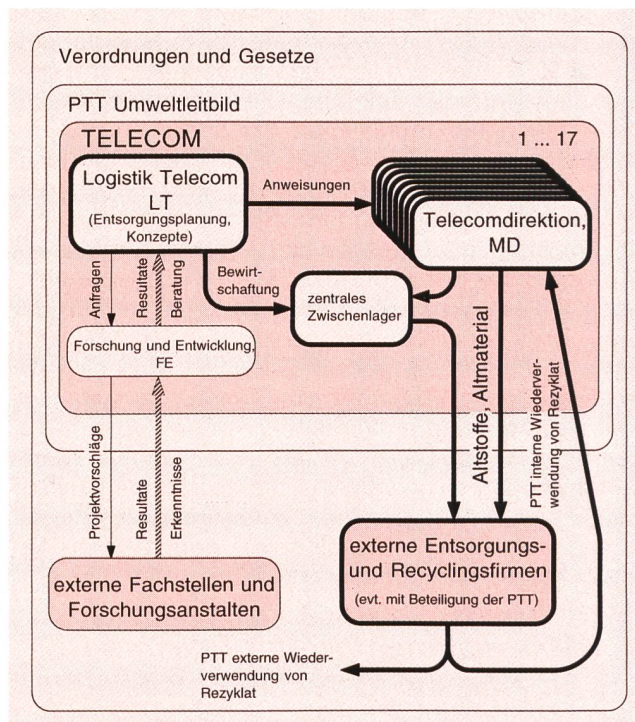 Verordnungen und Gesetze
PTT Umweltleitbild
TELECOM
1 ... 17
Logistik Telecom
LT
(Entsorgungsplanung,
Konzepte)
Anweisungen
Telecomdirektion,
MD
Anfragen
Resultate
Beratung
Bewirt-
schaftung
zentrales
Zwischenlager
Forschung und Entwicklung,
FE
Altstoffe, Altmaterial
PTT interne Wiederver-
wendung von Rezyklat
Projektvorschläge
Resultate
Erkenntnisse
externe Fachstellen und
Forschungsanstalten
externe Entsorgungs-
und Recyclingsfirmen
(evt. mit Beteiligung der PTT)
PTT externe Wieder-
verwendung von
Rezyklat